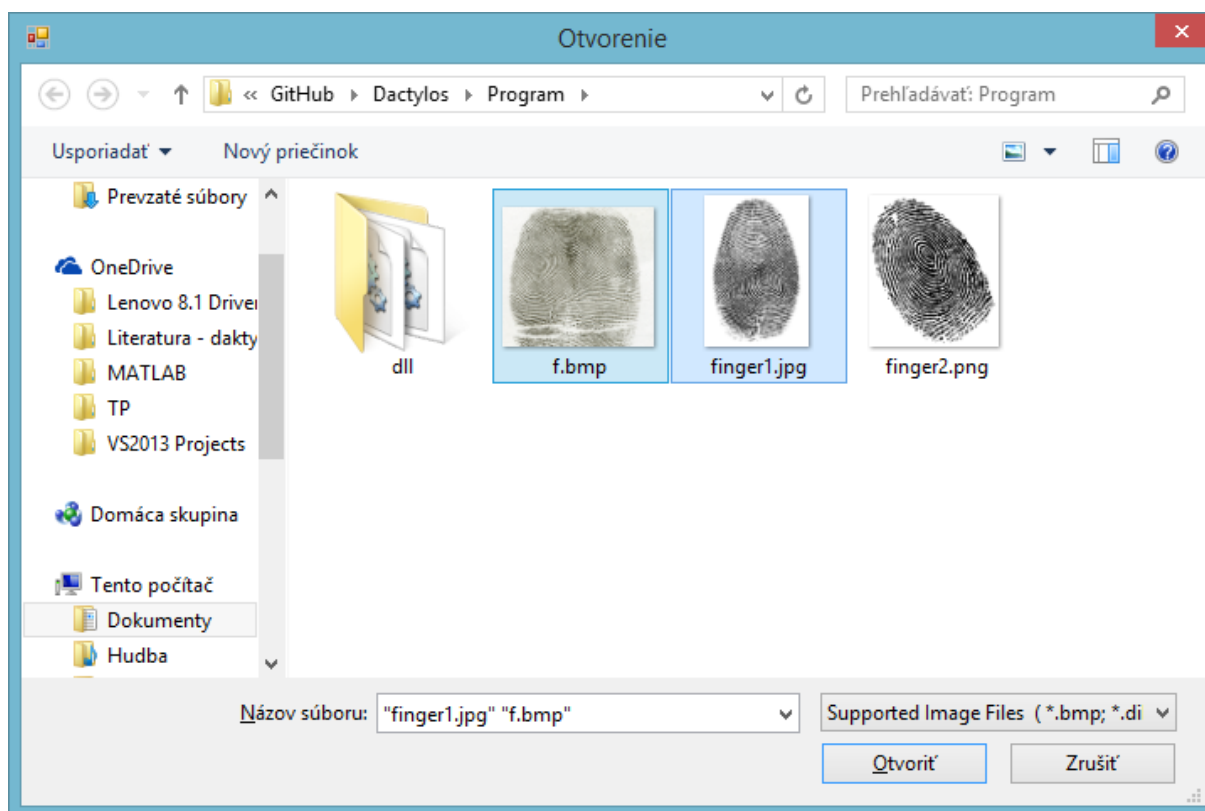 Otvorenie
« GitHub Dactylos Program
Prehľadávať: Program
Usporiadať
Nový priečinok
Prevzaté súbory
OneDrive
Lenovo 8.1 Driver
Literatura - dakty
MATLAB
TP
VS2013 Projects
Domáca skupina
Tento počítač
Dokumenty
Hudba
dll
f.bmp
finger1.jpg
finger2.png
Názov súboru:
"finger1.jpg" "f.bmp"
Supported Image Files ( *.bmp; *.di
Otvoriť
Zrušiť